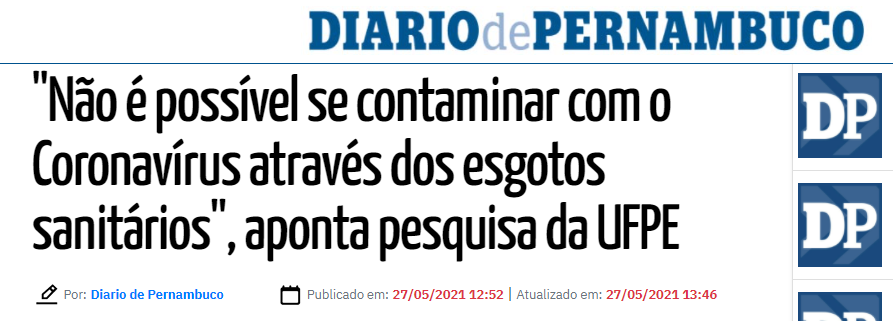 DIARIOdePERNAMBUCO
"Não é possível se contaminar com o
Coronavírus através dos esgotos
sanitários", aponta pesquisa da UFPE
Por: Diario de Pernambuco
Publicado em: 27/05/2021 12:52 | Atualizado em: 27/05/2021 13:46
DP
DP